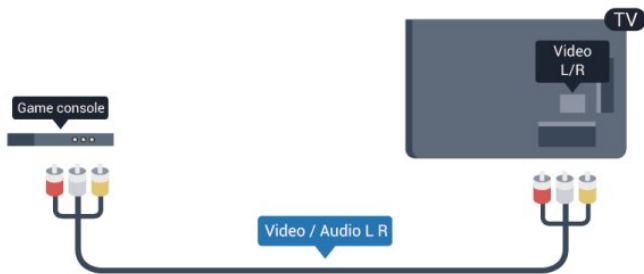 TV
Video
L/R
Game console
Video / Audio L R